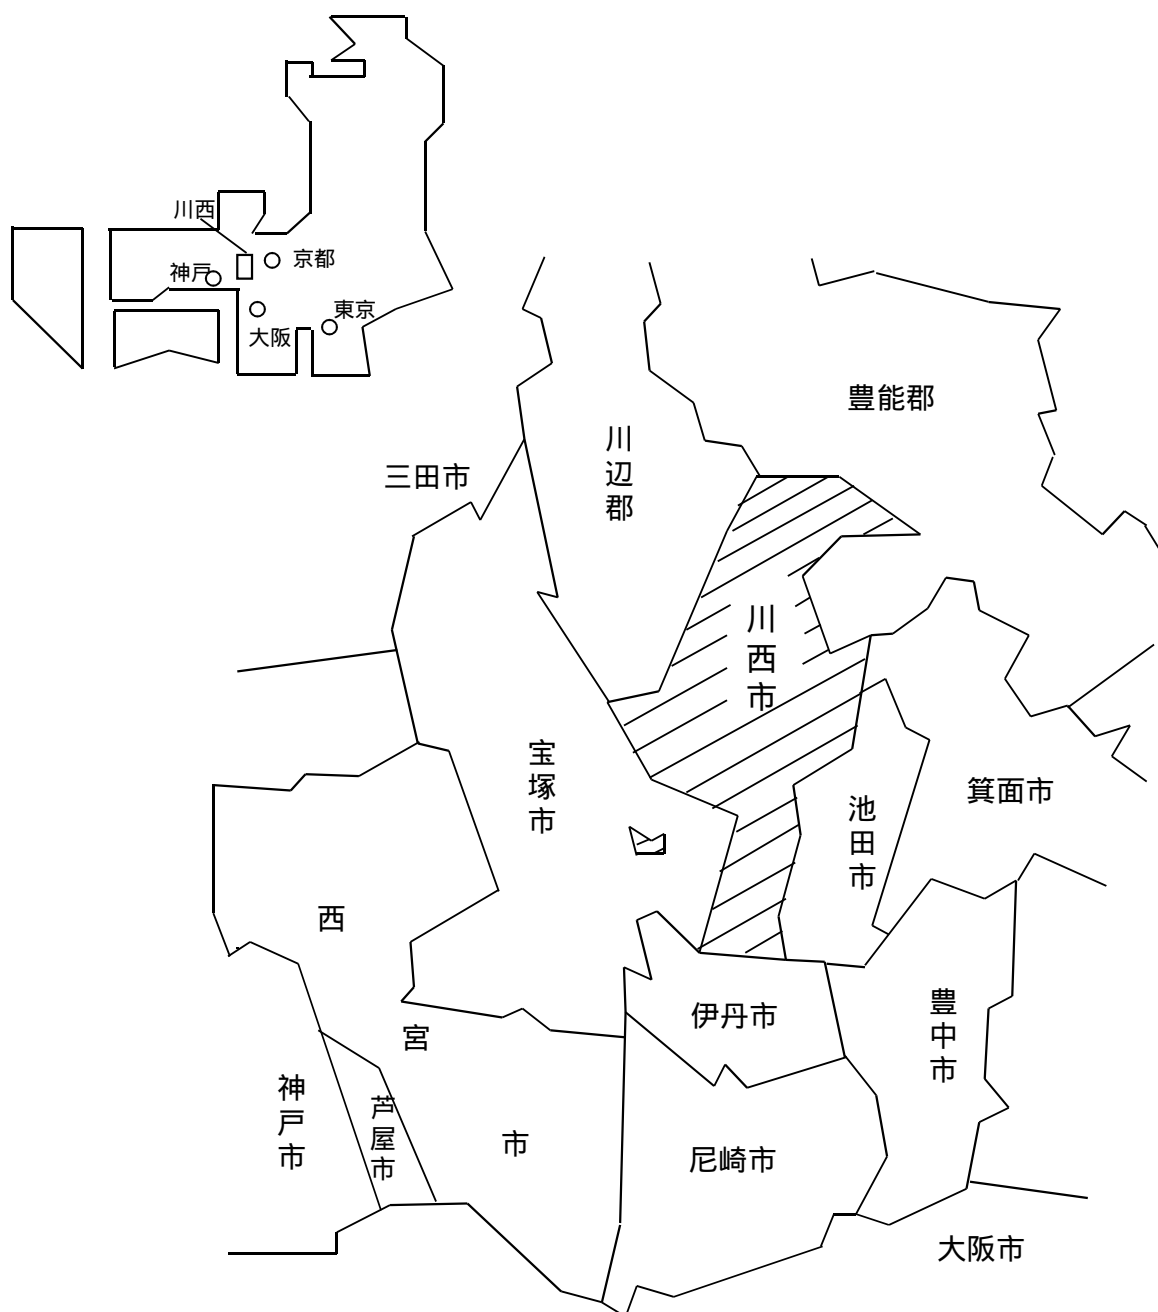 川西
京都
神戸
東京
大阪
豊能郡
川辺郡
三田市
川西市
宝塚市
箕面市
池田市
西宮市
伊丹市
豊中市
神戸市
芦屋市
尼崎市
大阪市